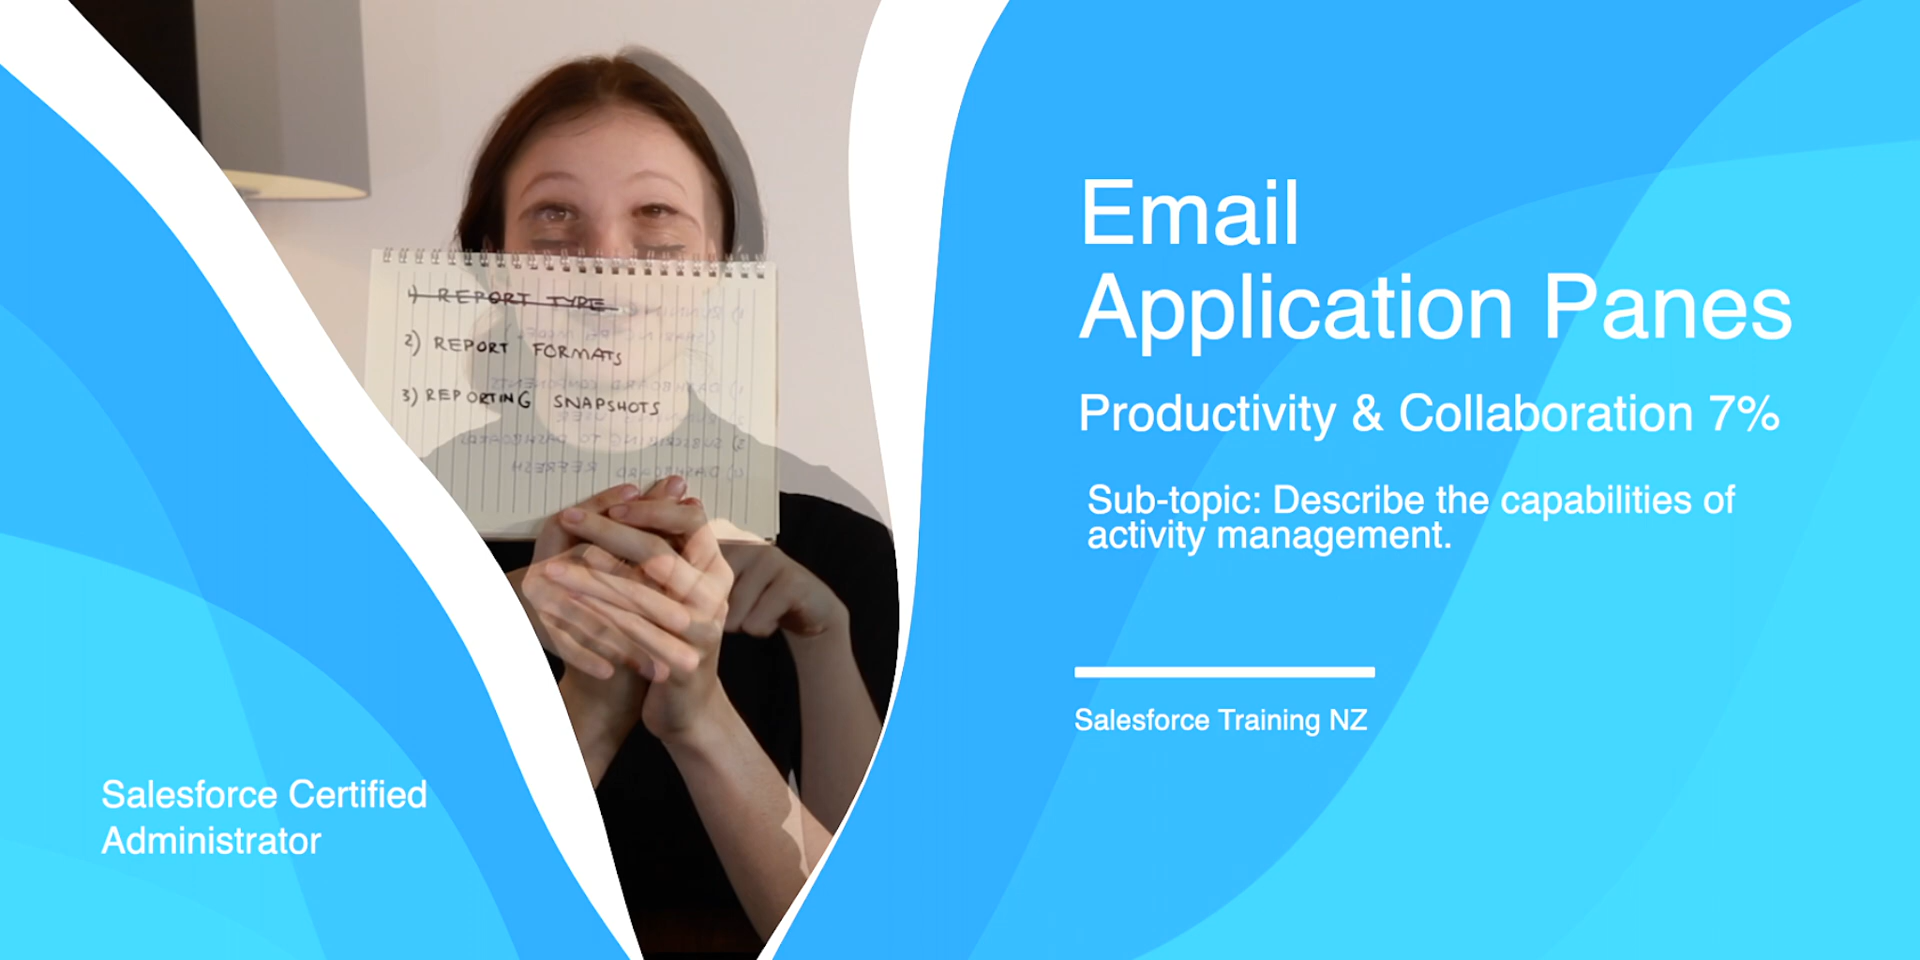 1) REPORT TYPE
2) REPORT FORMATS
3) REPORTING SNAPSHOTS
Email
Application Panes
Productivity & Collaboration 7%
Sub-topic: Describe the capabilities of
activity management.
Salesforce Training NZ
Salesforce Certified
Administrator